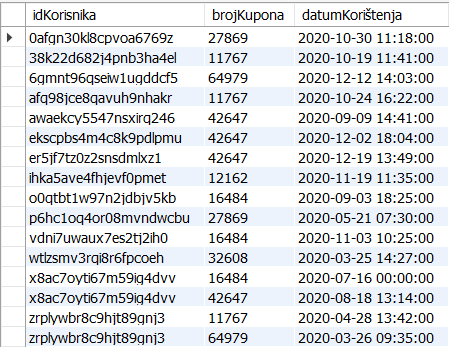 idKorisnika brojKupona datumKorištenja
0afgn30kl8cpvoa6769z 27869 2020-10-30 11:18:00
38k22d682j4pnb3ha4el 11767 2020-10-19 11:41:00
6gmnt96qseiw1ugddcf5 64979 2020-12-12 14:03:00
afq98jce8qavuh9nhakr 11767 2020-10-24 16:22:00
awaekcy5547nsxirq246 42647 2020-09-09 14:41:00
ekscpbs4m4c8k9pdlpmu 42647 2020-12-02 18:04:00
er5jf7tz0z2snsdmlxz1 42647 2020-12-19 13:49:00
ihka5ave4fhjevf0pmet 12162 2020-11-19 11:35:00
o0qtbt1w97n2jdbjv5kb 16484 2020-09-03 18:25:00
p6hc1oq4or08mvndwcbu 27869 2020-05-21 07:30:00
vdni7uwaux7es2tj2ih0 16484 2020-11-03 10:25:00
wtlzsmv3rqi8r6fpcoeh 32608 2020-03-25 14:27:00
x8ac7oyti67m59ig4dvv 16484 2020-07-16 00:00:00
x8ac7oyti67m59ig4dvv 42647 2020-08-18 13:14:00
zrplywbr8c9hjt89gnj3 11767 2020-04-28 13:42:00
zrplywbr8c9hjt89gnj3 64979 2020-03-26 09:35:00